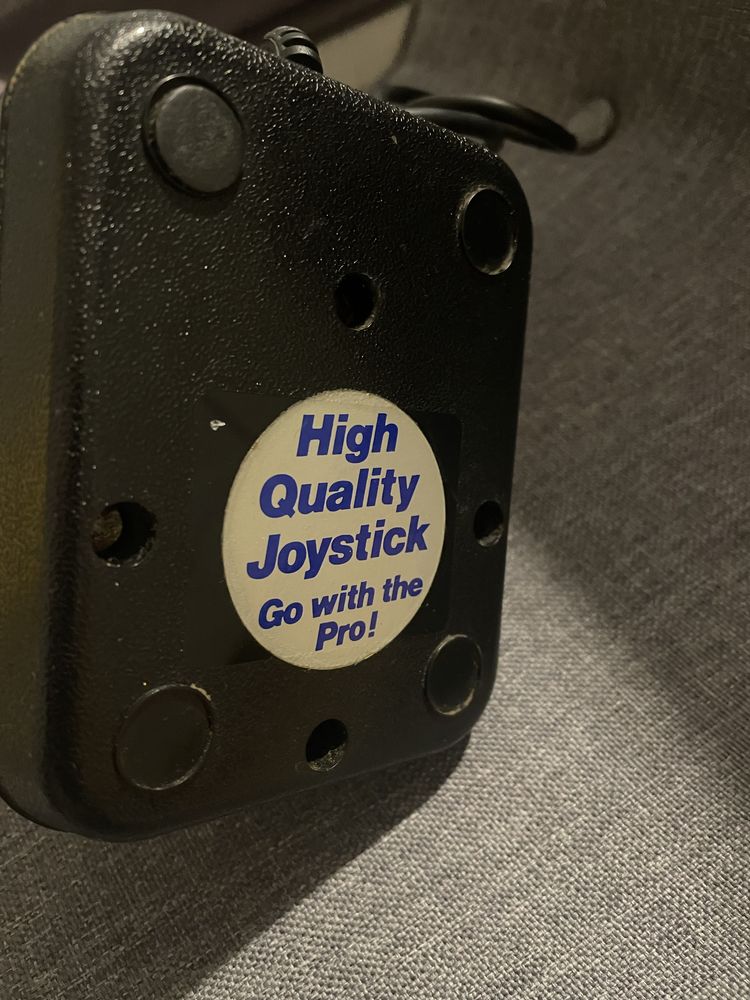 High
Quality
Joystick
Go with the
Pro!